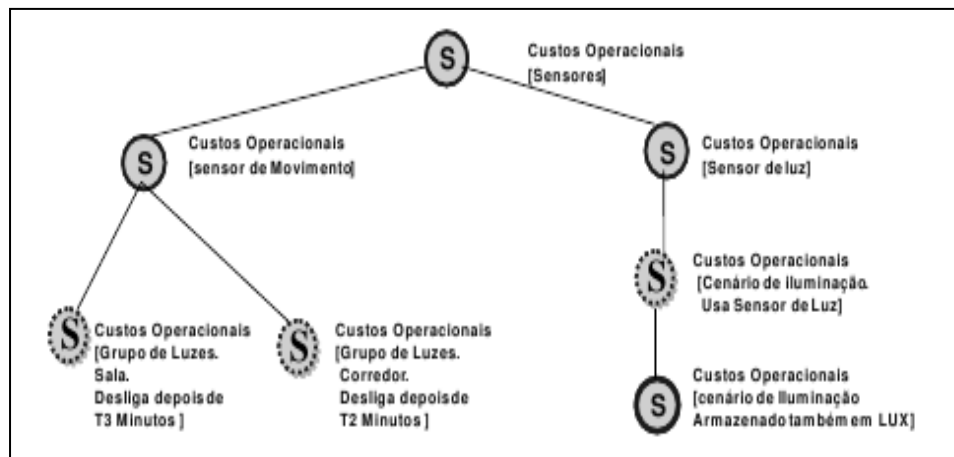 S
Custos Operacionais
[Sensores]
S
Custos Operacionais
[sensor de Movimento]
S
Custos Operacionais
[Sensor de luz]
S
Custos Operacionais
[Cenário de iluminação.
Usa Sensor de Luz]
S
Custos Operacionais
[Grupo de Luzes.
Sala.
Desliga depois de
T3 Minutos ]
S
Custos Operacionais
[Grupo de Luzes.
Corredor.
Desliga depois de
T2 Minutos ]
S
Custos Operacionais
[cenário de Iluminação
Armazenado também em LUX]